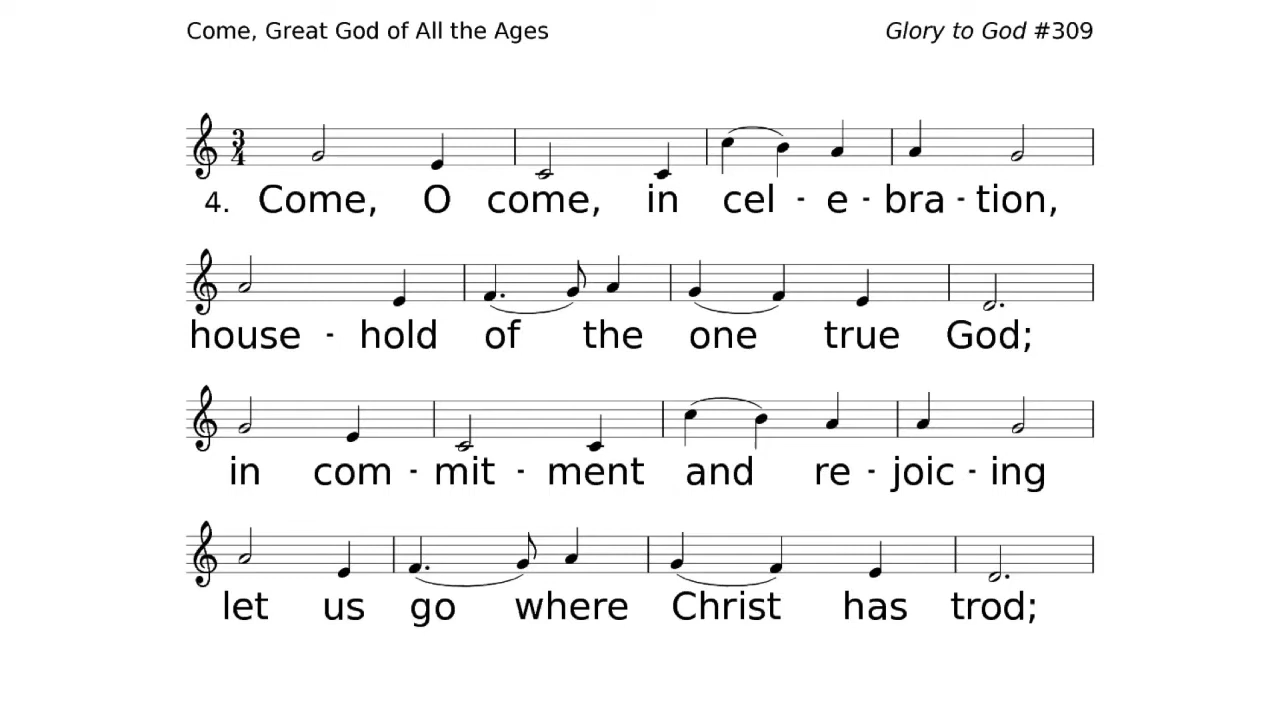 Come, Great God of All the Ages
Glory to God #309
4. Come, O come, in cel - e - bra - tion,
house - hold of the one true God;
in com - mit - ment and re - joic - ing
let us go where Christ has trod;